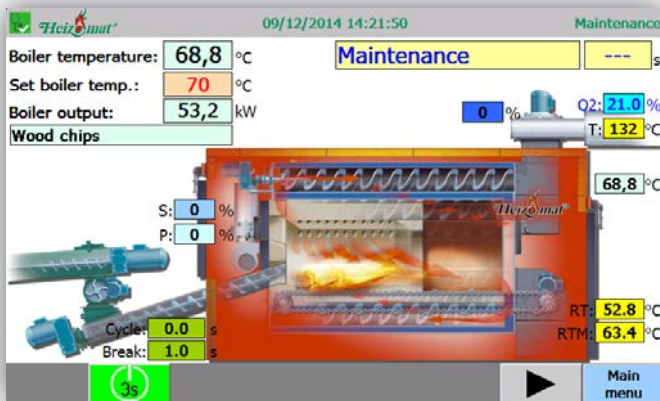 Heizomat 09/12/2014 14:21:50 Maintenance
Boiler temperature: 68,8 °C Maintenance --- s
Set boiler temp.: 70 °C
Boiler output: 53,2 kW 0 % O2: 21.0 %
Wood chips T: 132 °C
68,8 °C
Heizomat
S: 0 %
P: 0 %
RT: 52.8 °C
Cycle: 0.0 s RTM: 63.4 °C
Break: 1.0 s
3s Main menu